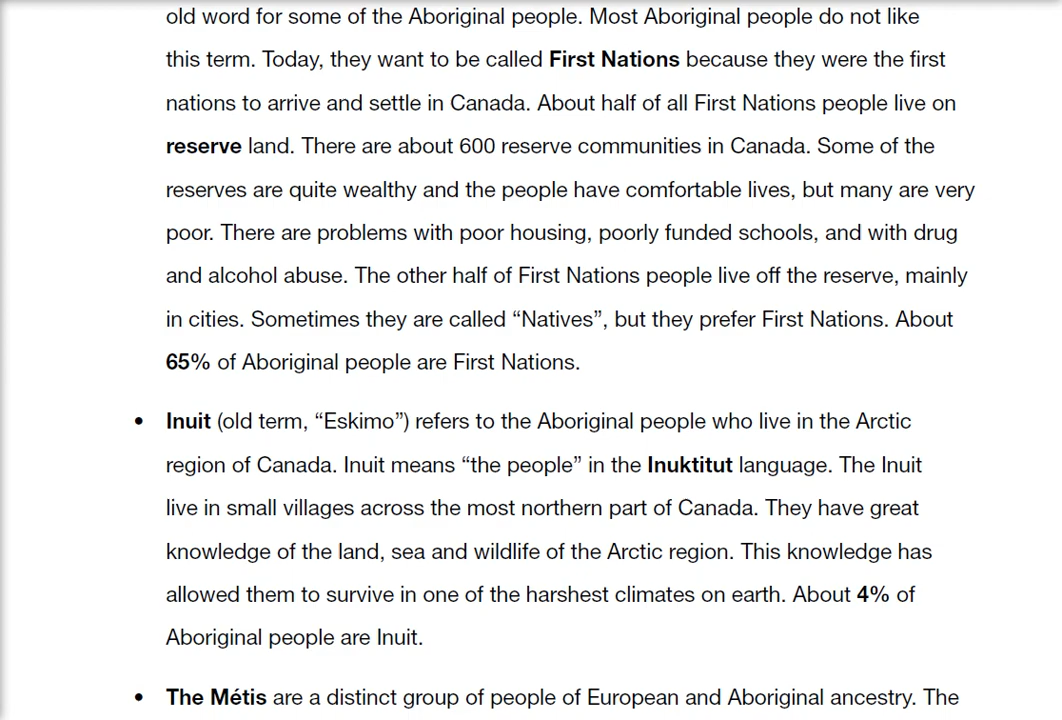 old word for some of the Aboriginal people. Most Aboriginal people do not like
this term. Today, they want to be called First Nations because they were the first
nations to arrive and settle in Canada. About half of all First Nations people live on
reserve land. There are about 600 reserve communities in Canada. Some of the
reserves are quite wealthy and the people have comfortable lives, but many are very
poor. There are problems with poor housing, poorly funded schools, and with drug
and alcohol abuse. The other half of First Nations people live off the reserve, mainly
in cities. Sometimes they are called “Natives”, but they prefer First Nations. About
65% of Aboriginal people are First Nations.
• Inuit (old term, “Eskimo”) refers to the Aboriginal people who live in the Arctic
region of Canada. Inuit means “the people” in the Inuktitut language. The Inuit
live in small villages across the most northern part of Canada. They have great
knowledge of the land, sea and wildlife of the Arctic region. This knowledge has
allowed them to survive in one of the harshest climates on earth. About 4% of
Aboriginal people are Inuit.
• The Métis are a distinct group of people of European and Aboriginal ancestry. The